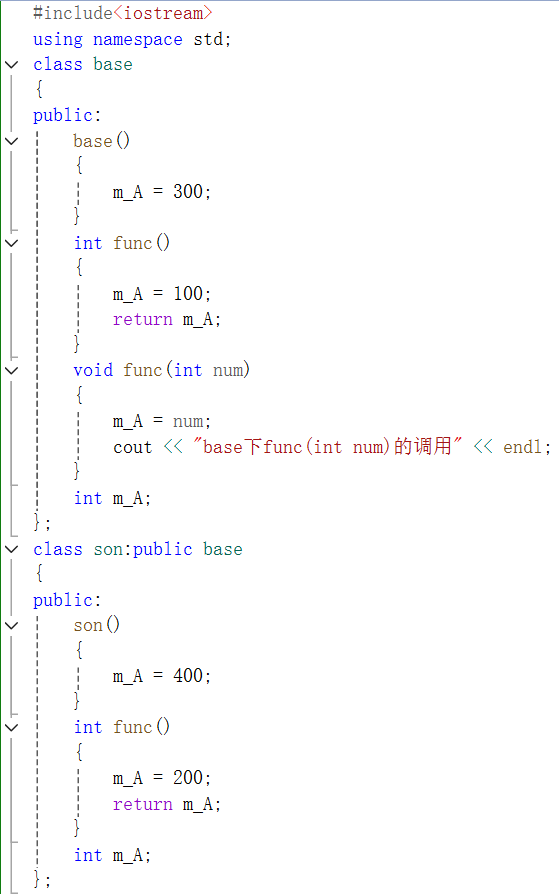 #include<iostream>
using namespace std;
class base
{
public:
base()
{
m_A = 300;
}
int func()
{
m_A = 100;
return m_A;
}
void func(int num)
{
m_A = num;
cout << "base下func(int num)的调用" << endl;
}
int m_A;
};
class son:public base
{
public:
son()
{
m_A = 400;
}
int func()
{
m_A = 200;
return m_A;
}
int m_A;
};